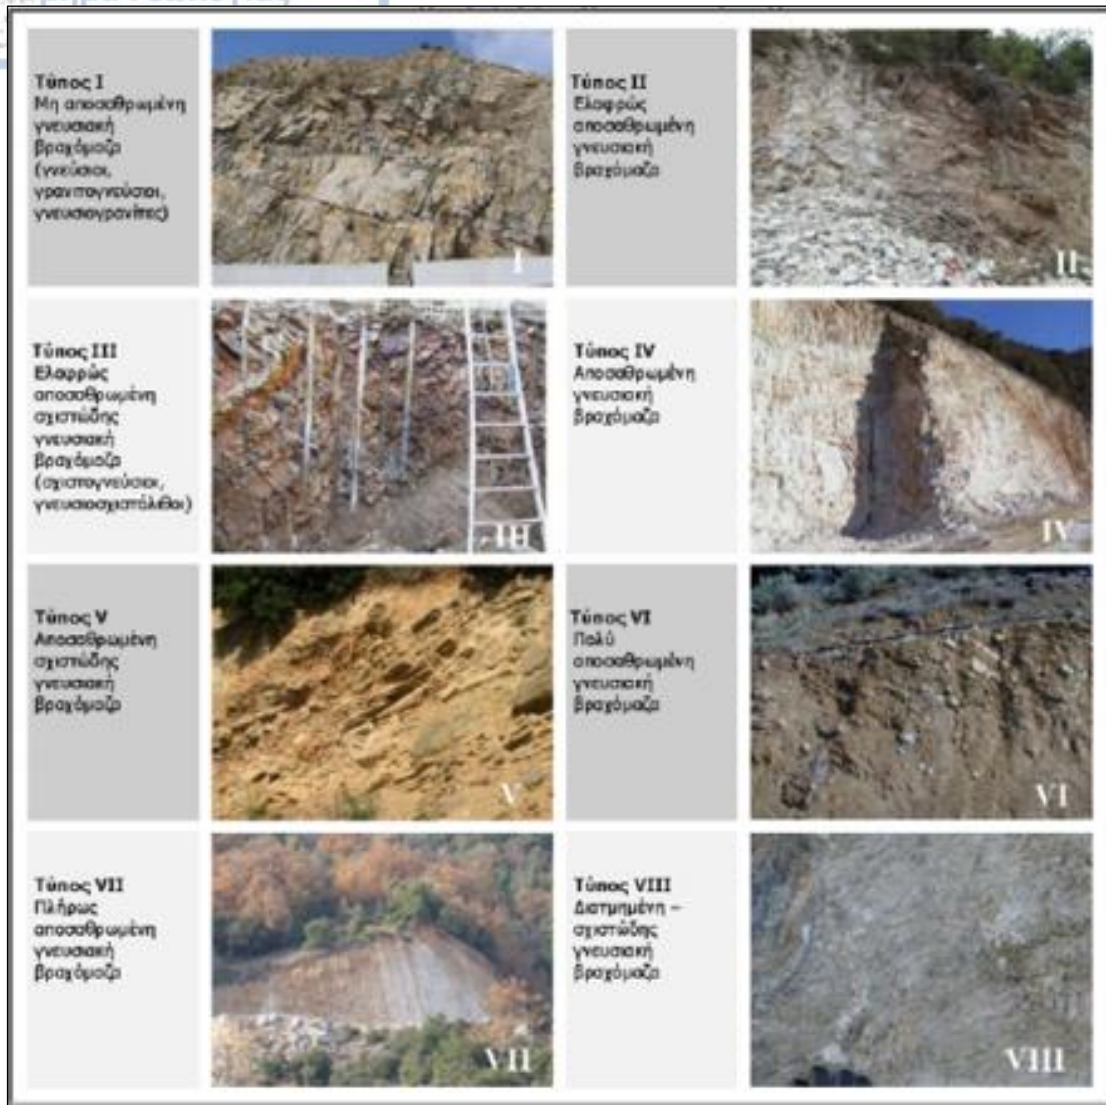 Τύπος I
Μη αποσαθρωμένη
γνευσιακή
βραχόμαζα
(γνεύσιοι,
γρανιτογνεύσιοι,
γνευσιογρανίτες)
I
Τύπος II
Ελαφρώς
αποσαθρωμένη
γνευσιακή
βραχόμαζα
II
Τύπος III
Ελαφρώς
αποσαθρωμένη
σχιστώδης
γνευσιακή
βραχόμαζα
(σχιστογνεύσιοι,
γνευσιοσχιστόλιθοι)
III
Τύπος IV
Αποσαθρωμένη
γνευσιακή
βραχόμαζα
IV
Τύπος V
Αποσαθρωμένη
σχιστώδης
γνευσιακή
βραχόμαζα
V
Τύπος VI
Πολύ
αποσαθρωμένη
γνευσιακή
βραχόμαζα
VI
Τύπος VII
Πλήρως
αποσαθρωμένη
γνευσιακή
βραχόμαζα
VII
Τύπος VIII
Διατμημένη –
σχιστώδης
γνευσιακή
βραχόμαζα
VIII